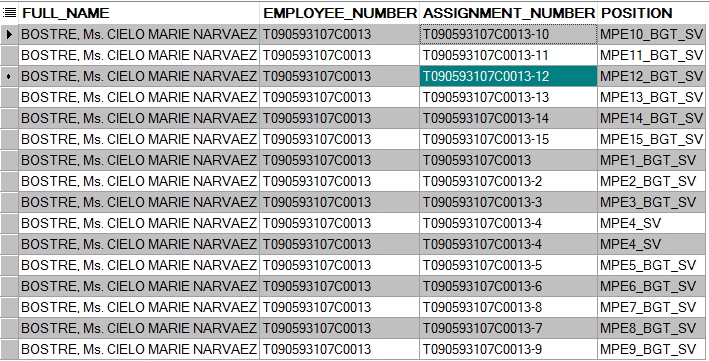 FULL_NAME EMPLOYEE_NUMBER ASSIGNMENT_NUMBER POSITION
BOSTRE, Ms. CIELO MARIE NARVAEZ T090593107C0013 T090593107C0013-10 MPE10_BGT_SV
BOSTRE, Ms. CIELO MARIE NARVAEZ T090593107C0013 T090593107C0013-11 MPE11_BGT_SV
BOSTRE, Ms. CIELO MARIE NARVAEZ T090593107C0013 T090593107C0013-12 MPE12_BGT_SV
BOSTRE, Ms. CIELO MARIE NARVAEZ T090593107C0013 T090593107C0013-13 MPE13_BGT_SV
BOSTRE, Ms. CIELO MARIE NARVAEZ T090593107C0013 T090593107C0013-14 MPE14_BGT_SV
BOSTRE, Ms. CIELO MARIE NARVAEZ T090593107C0013 T090593107C0013-15 MPE15_BGT_SV
BOSTRE, Ms. CIELO MARIE NARVAEZ T090593107C0013 T090593107C0013 MPE1_BGT_SV
BOSTRE, Ms. CIELO MARIE NARVAEZ T090593107C0013 T090593107C0013-2 MPE2_BGT_SV
BOSTRE, Ms. CIELO MARIE NARVAEZ T090593107C0013 T090593107C0013-3 MPE3_BGT_SV
BOSTRE, Ms. CIELO MARIE NARVAEZ T090593107C0013 T090593107C0013-4 MPE4_SV
BOSTRE, Ms. CIELO MARIE NARVAEZ T090593107C0013 T090593107C0013-4 MPE4_SV
BOSTRE, Ms. CIELO MARIE NARVAEZ T090593107C0013 T090593107C0013-5 MPE5_BGT_SV
BOSTRE, Ms. CIELO MARIE NARVAEZ T090593107C0013 T090593107C0013-6 MPE6_BGT_SV
BOSTRE, Ms. CIELO MARIE NARVAEZ T090593107C0013 T090593107C0013-8 MPE7_BGT_SV
BOSTRE, Ms. CIELO MARIE NARVAEZ T090593107C0013 T090593107C0013-7 MPE8_BGT_SV
BOSTRE, Ms. CIELO MARIE NARVAEZ T090593107C0013 T090593107C0013-9 MPE9_BGT_SV